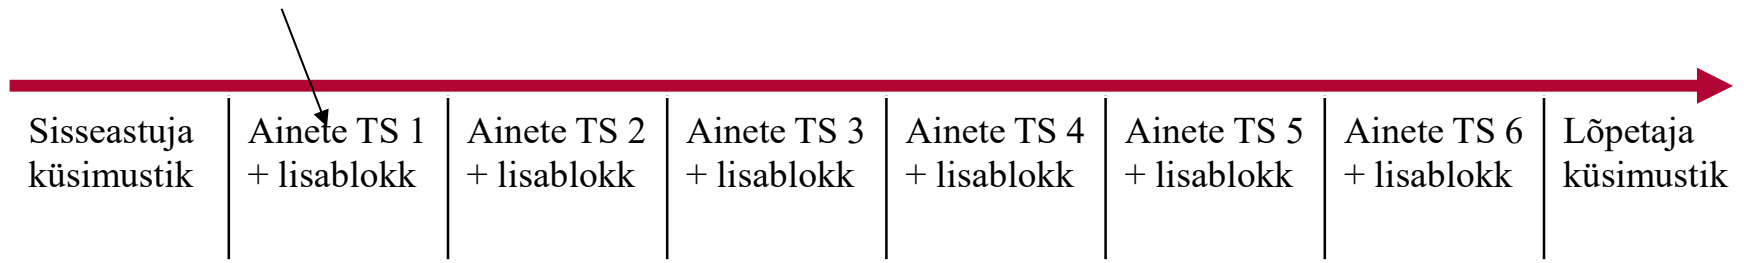 Sisseastuja
küsimustik
Ainete TS 1
+ lisablokk
Ainete TS 2
+ lisablokk
Ainete TS 3
+ lisablokk
Ainete TS 4
+ lisablokk
Ainete TS 5
+ lisablokk
Ainete TS 6
+ lisablokk
Lõpetaja
küsimustik